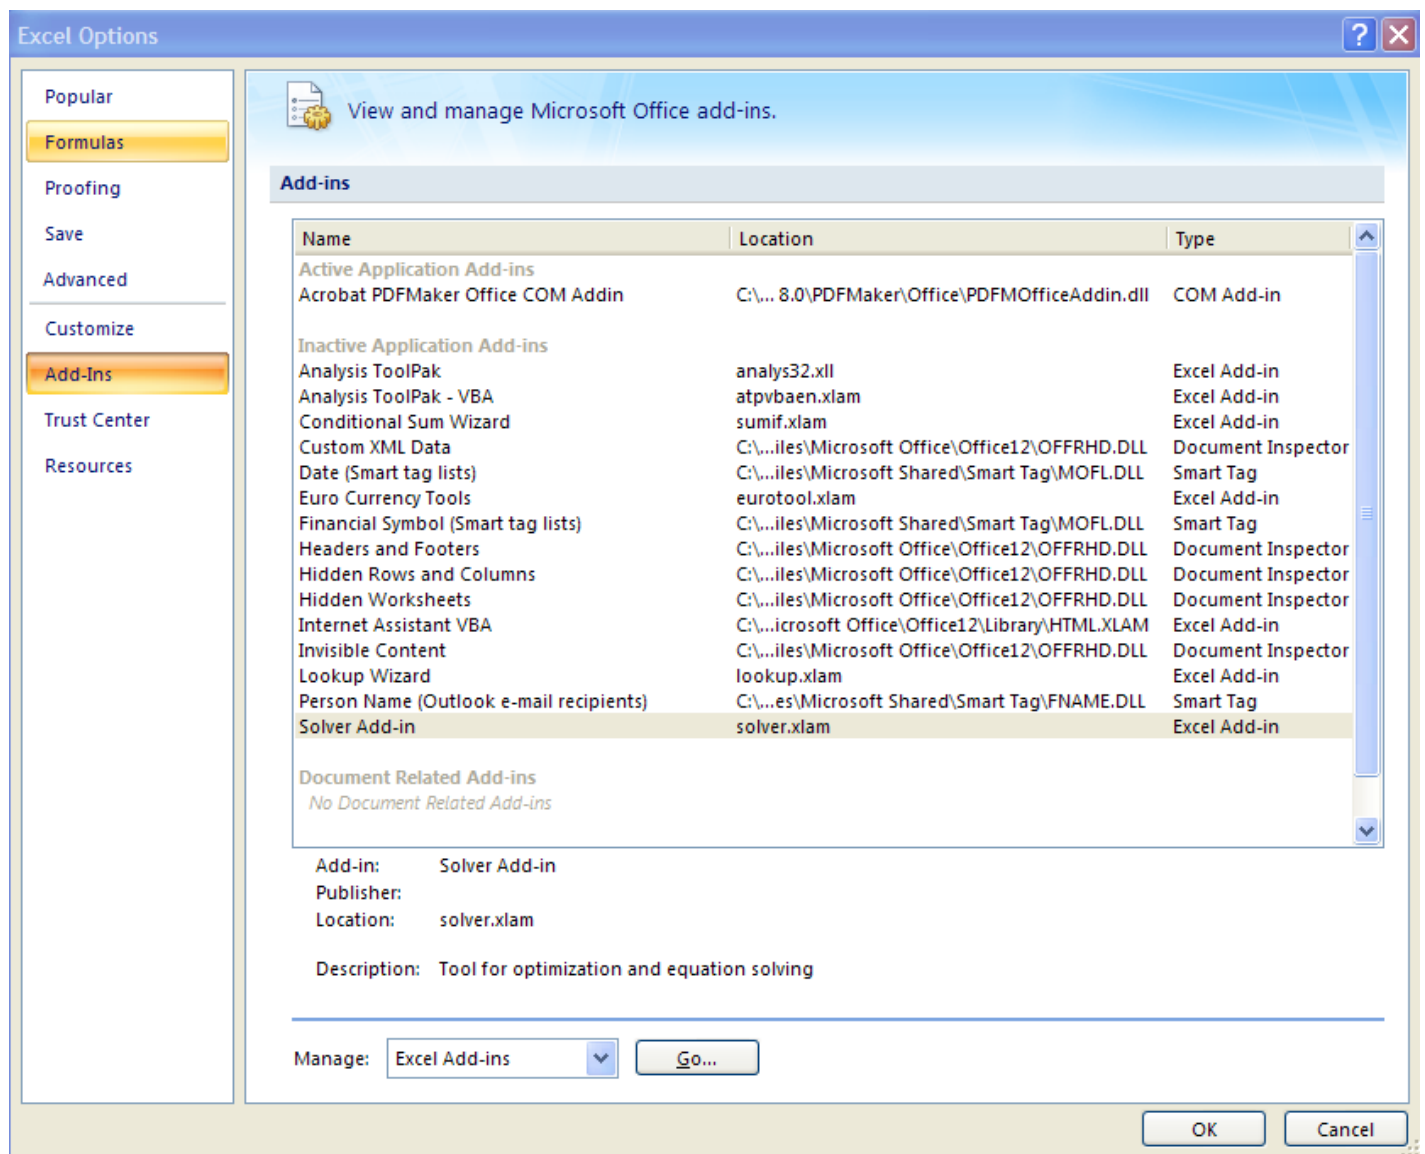 Excel Options
Popular
Formulas
Proofing
Save
Advanced
Customize
Add-Ins
Trust Center
Resources
View and manage Microsoft Office add-ins.
Add-ins
Name Location Type
Active Application Add-ins
Acrobat PDFMaker Office COM Addin C:\... 8.0\PDFMaker\Office\PDFMOfficeAddin.dll COM Add-in
Inactive Application Add-ins
Analysis ToolPak analys32.xll Excel Add-in
Analysis ToolPak - VBA atpvbaen.xlam Excel Add-in
Conditional Sum Wizard sumif.xlam Excel Add-in
Custom XML Data C:\...iles\Microsoft Office\Office12\OFFRHD.DLL Document Inspector
Date (Smart tag lists) C:\...iles\Microsoft Shared\Smart Tag\MOFL.DLL Smart Tag
Euro Currency Tools eurotool.xlam Excel Add-in
Financial Symbol (Smart tag lists) C:\...iles\Microsoft Shared\Smart Tag\MOFL.DLL Smart Tag
Headers and Footers C:\...iles\Microsoft Office\Office12\OFFRHD.DLL Document Inspector
Hidden Rows and Columns C:\...iles\Microsoft Office\Office12\OFFRHD.DLL Document Inspector
Hidden Worksheets C:\...iles\Microsoft Office\Office12\OFFRHD.DLL Document Inspector
Internet Assistant VBA C:\...icrosoft Office\Office12\Library\HTML.XLAM Excel Add-in
Invisible Content C:\...iles\Microsoft Office\Office12\OFFRHD.DLL Document Inspector
Lookup Wizard lookup.xlam Excel Add-in
Person Name (Outlook e-mail recipients) C:\...es\Microsoft Shared\Smart Tag\FNAME.DLL Smart Tag
Solver Add-in solver.xlam Excel Add-in
Document Related Add-ins
No Document Related Add-ins
Add-in: Solver Add-in
Publisher:
Location: solver.xlam
Description: Tool for optimization and equation solving
Manage: Excel Add-ins Go...
OK Cancel